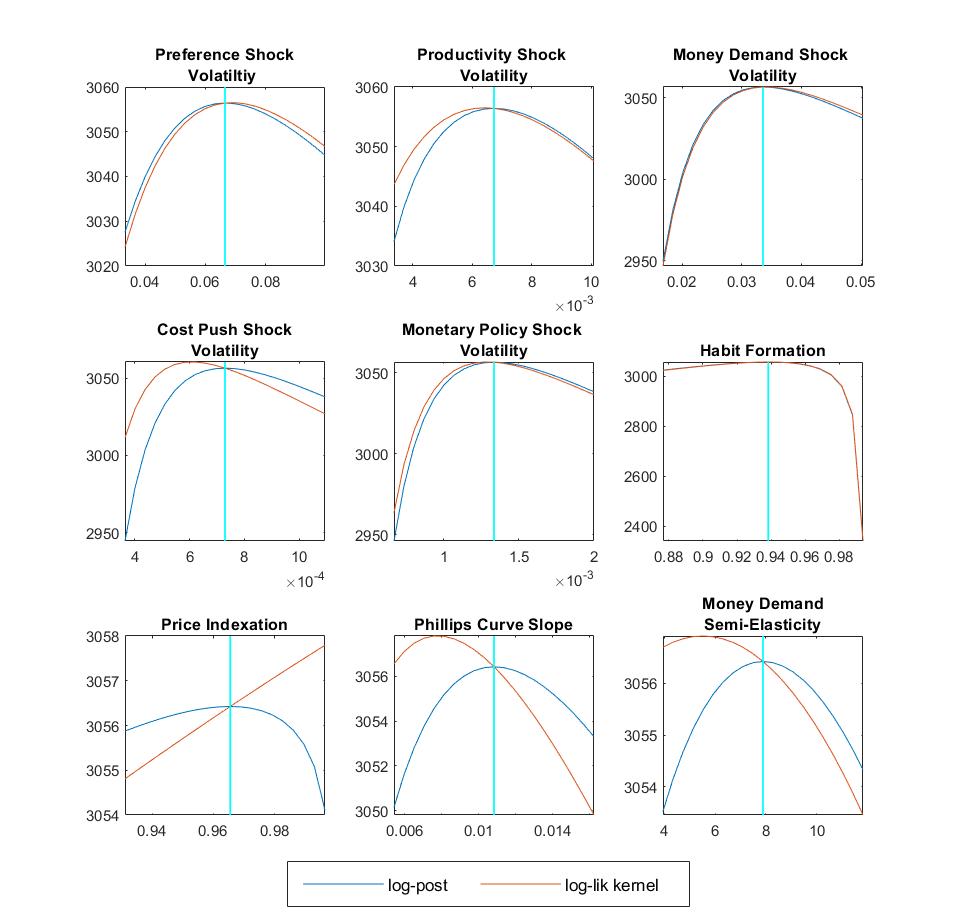 Preference Shock
Volatiltiy
3060
3050
3040
3030
3020
0.04 0.06 0.08
Productivity Shock
Volatility
3060
3050
3040
3030
4 6 8 10
×10-3
Money Demand Shock
Volatility
3050
3000
2950
0.02 0.03 0.04 0.05
Cost Push Shock
Volatility
3050
3000
2950
4 6 8 10
×10-4
Monetary Policy Shock
Volatility
3050
3000
2950
1 1.5 2
×10-3
Habit Formation
3000
2800
2600
2400
0.88 0.9 0.92 0.94 0.96 0.98
Price Indexation
3058
3057
3056
3055
3054
0.94 0.96 0.98
Phillips Curve Slope
3056
3054
3052
3050
0.006 0.01 0.014
Money Demand
Semi-Elasticity
3056
3055
3054
4 6 8 10
log-post log-lik kernel